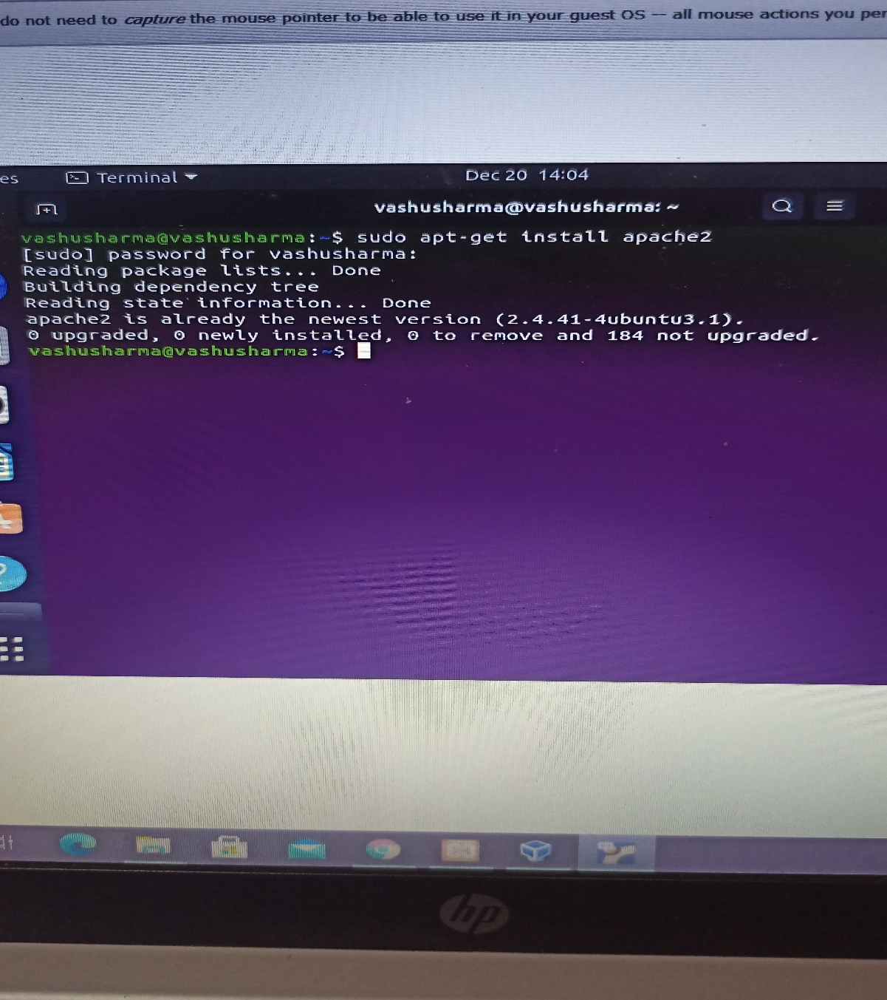 do not need to capture the mouse pointer to be able to use it in your guest OS -- all mouse actions you per
es
Terminal
Dec 20 14:04
vashusharma@vashusharma: ~
vashusharma@vashusharma:~$ sudo apt-get install apache2
[sudo] password for vashusharma:
Reading package lists... Done
Building dependency tree
Reading state information... Done
apache2 is already the newest version (2.4.41-4ubuntu3.1).
0 upgraded, 0 newly installed, 0 to remove and 184 not upgraded.
vashusharma@vashusharma:~$
hp